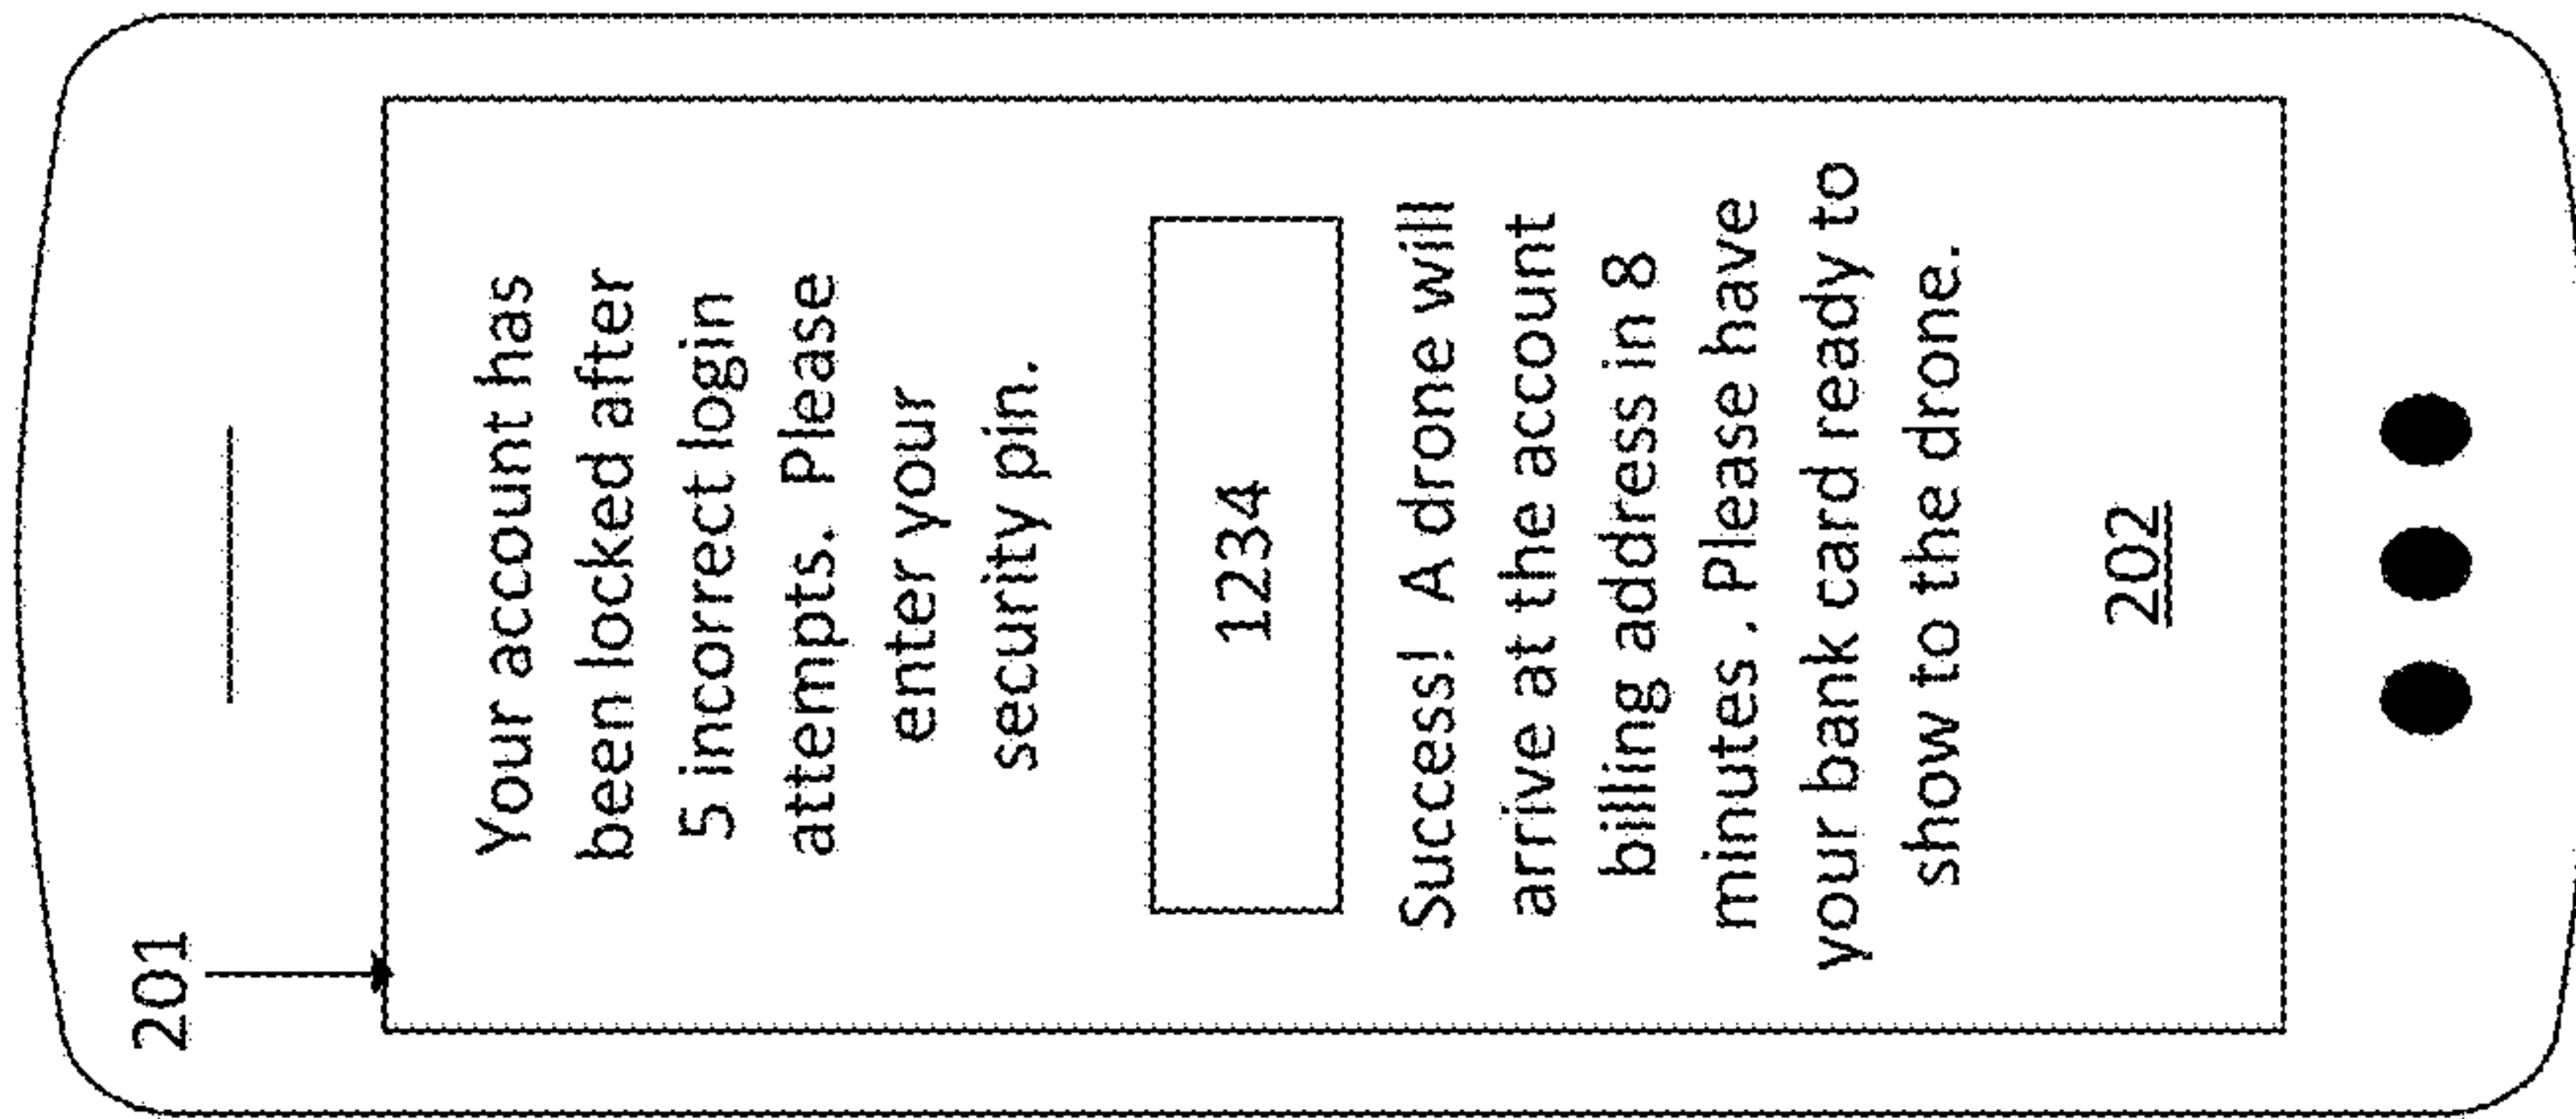 201
Your account has
been locked after
5 incorrect login
attempts. Please
enter your
security pin.
1234
Success! A drone will
arrive at the account
billing address in 8
minutes . Please have
your bank card ready to
show to the drone.
202